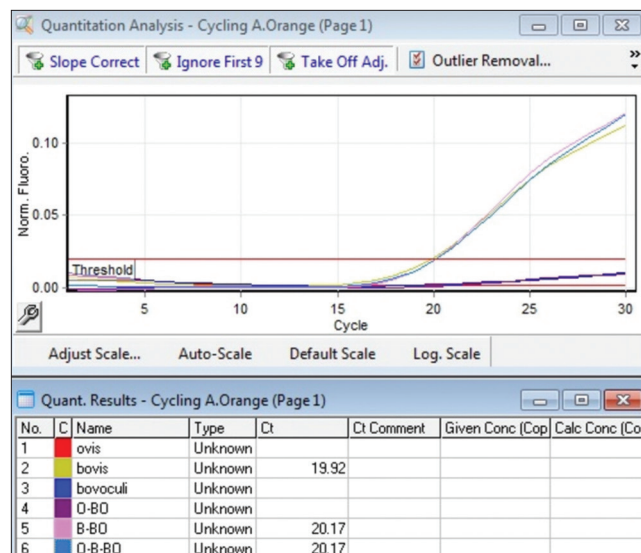 Quantitation Analysis - Cycling A.Orange (Page 1)
Slope Correct Ignore First 9 Take Off Adj. Outlier Removal... »
0.10
0.05
0.00
Norm. Fluoro.
Threshold
5 10 15 20 25 30
Cycle
Adjust Scale... Auto-Scale Default Scale Log. Scale
Quant. Results - Cycling A.Orange (Page 1)
No. C Name Type Ct Ct Comment Given Conc (Cop Calc Conc (Co
1 ovis Unknown
2 bovis Unknown 19.92
3 bovoculi Unknown
4 O-BO Unknown
5 B-BO Unknown 20.17
6 O-B-BO Unknown 20.17